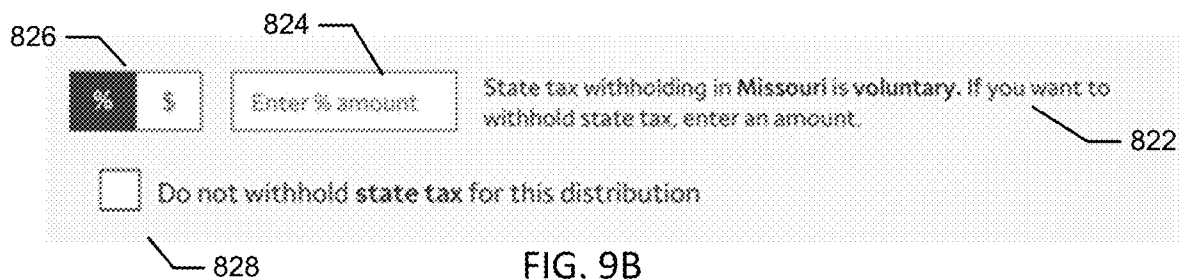 824
826
% $ Enter % amount State tax withholding in Missouri is voluntary. If you want to
withhold state tax, enter an amount.
822
Do not withhold state tax for this distribution
828
FIG. 9B